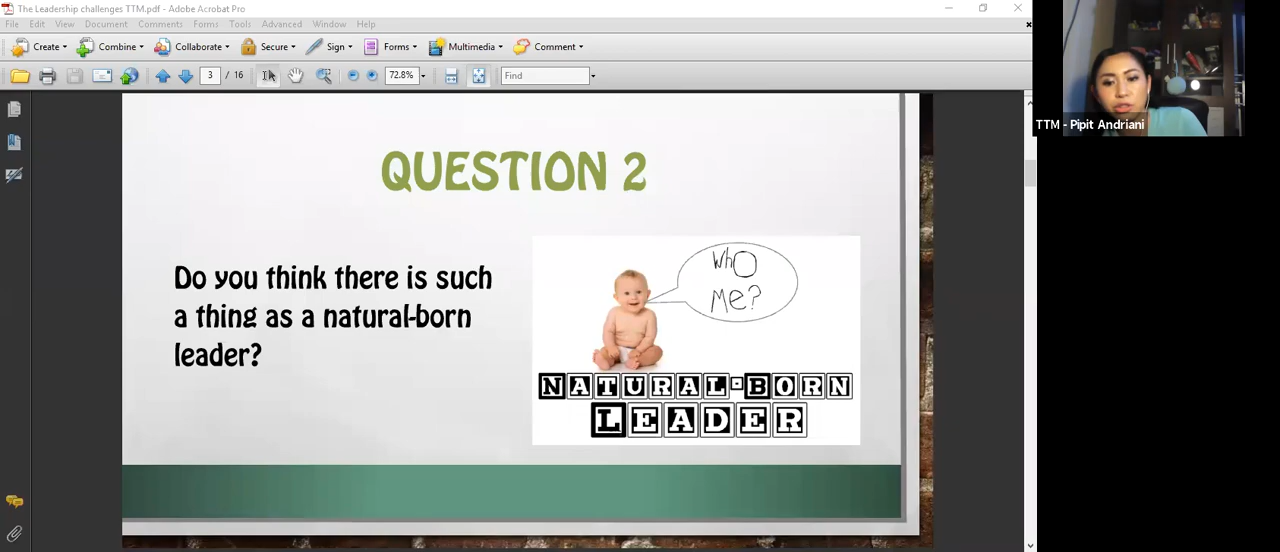 The Leadership challenges TTM.pdf - Adobe Acrobat Pro
File Edit View Document Comments Forms Tools Advanced Window Help
Create Combine Collaborate Secure Sign Forms Multimedia Comment
3 / 16 72.8% Find
TTM - Pipit Andriani
QUESTION 2
Do you think there is such
a thing as a natural-born
leader?
WhO
Me?
NATURAL-BORN
LEADER